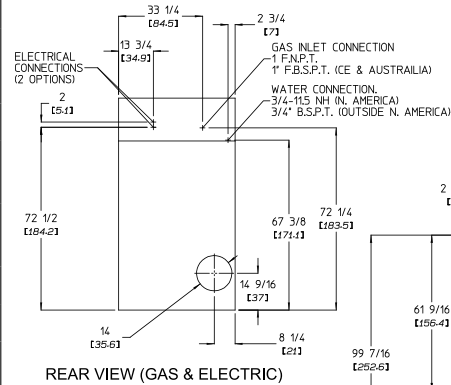 33 1/4
[84.5]
2 3/4
[7]
13 3/4
[34.9]
ELECTRICAL
CONNECTIONS
(2 OPTIONS)
GAS INLET CONNECTION
1 F.N.P.T.
1" F.B.S.P.T. (CE & AUSTRAILIA)
WATER CONNECTION.
3/4-11.5 NH (N. AMERICA)
3/4" B.S.P.T. (OUTSIDE N. AMERICA)
2
[5.1]
72 1/2
[184.2]
67 3/8
[171.1]
72 1/4
[183.5]
2
14 9/16
[37]
14
[35.6]
8 1/4
[21]
61 9/16
[156.4]
99 7/16
[252.6]
REAR VIEW (GAS & ELECTRIC)